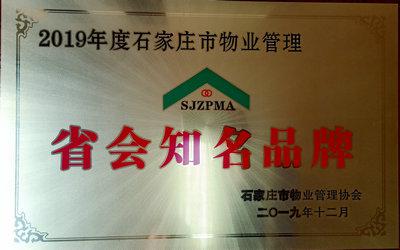 2019年度石家庄市物业管理
SJZPMA
省会知名品牌
石家庄市物业管理协会
二〇一九年十二月